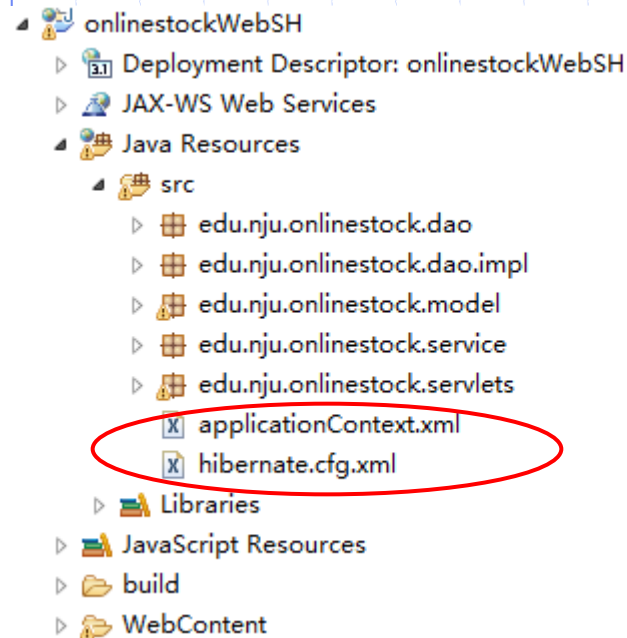 onlinestockWebSH
3.1 Deployment Descriptor: onlinestockWebSH
JAX-WS Web Services
Java Resources
src
edu.nju.onlinestock.dao
edu.nju.onlinestock.dao.impl
edu.nju.onlinestock.model
edu.nju.onlinestock.service
edu.nju.onlinestock.servlets
X applicationContext.xml
X hibernate.cfg.xml
Libraries
JavaScript Resources
build
WebContent